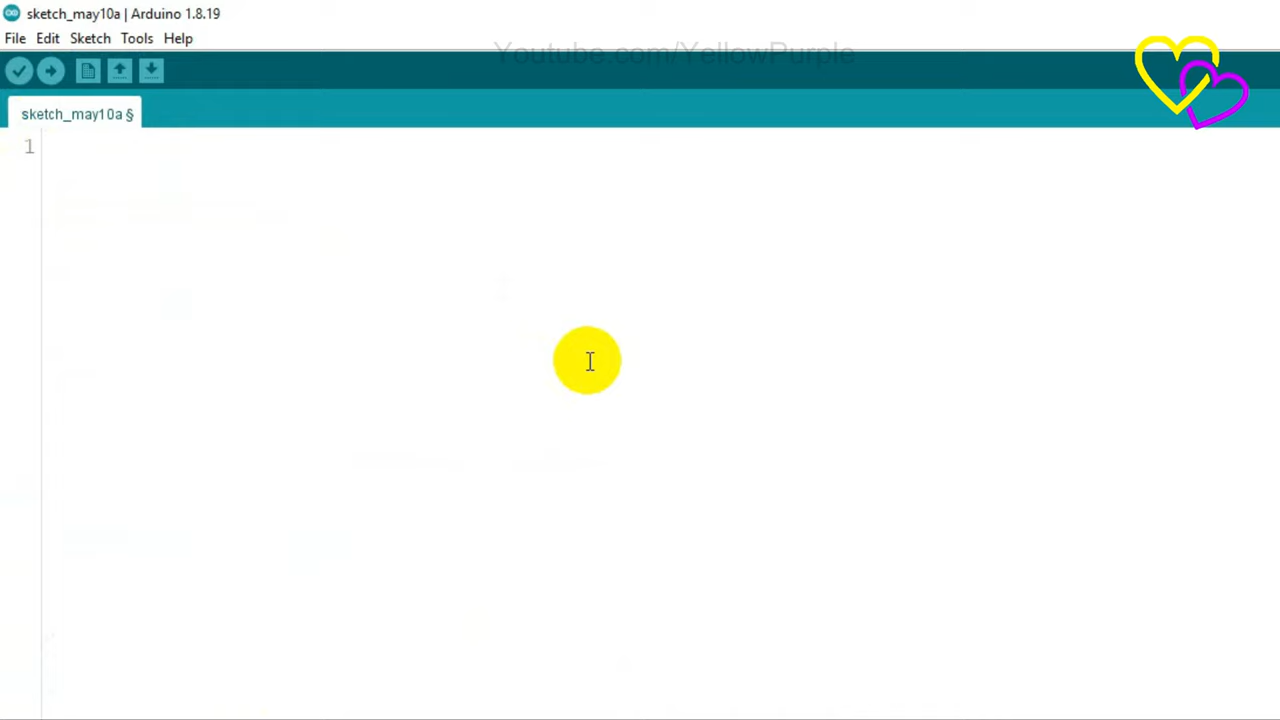 sketch_may10a | Arduino 1.8.19
File Edit Sketch Tools Help
Youtube.com/YellowPurple
sketch_may10a §
1